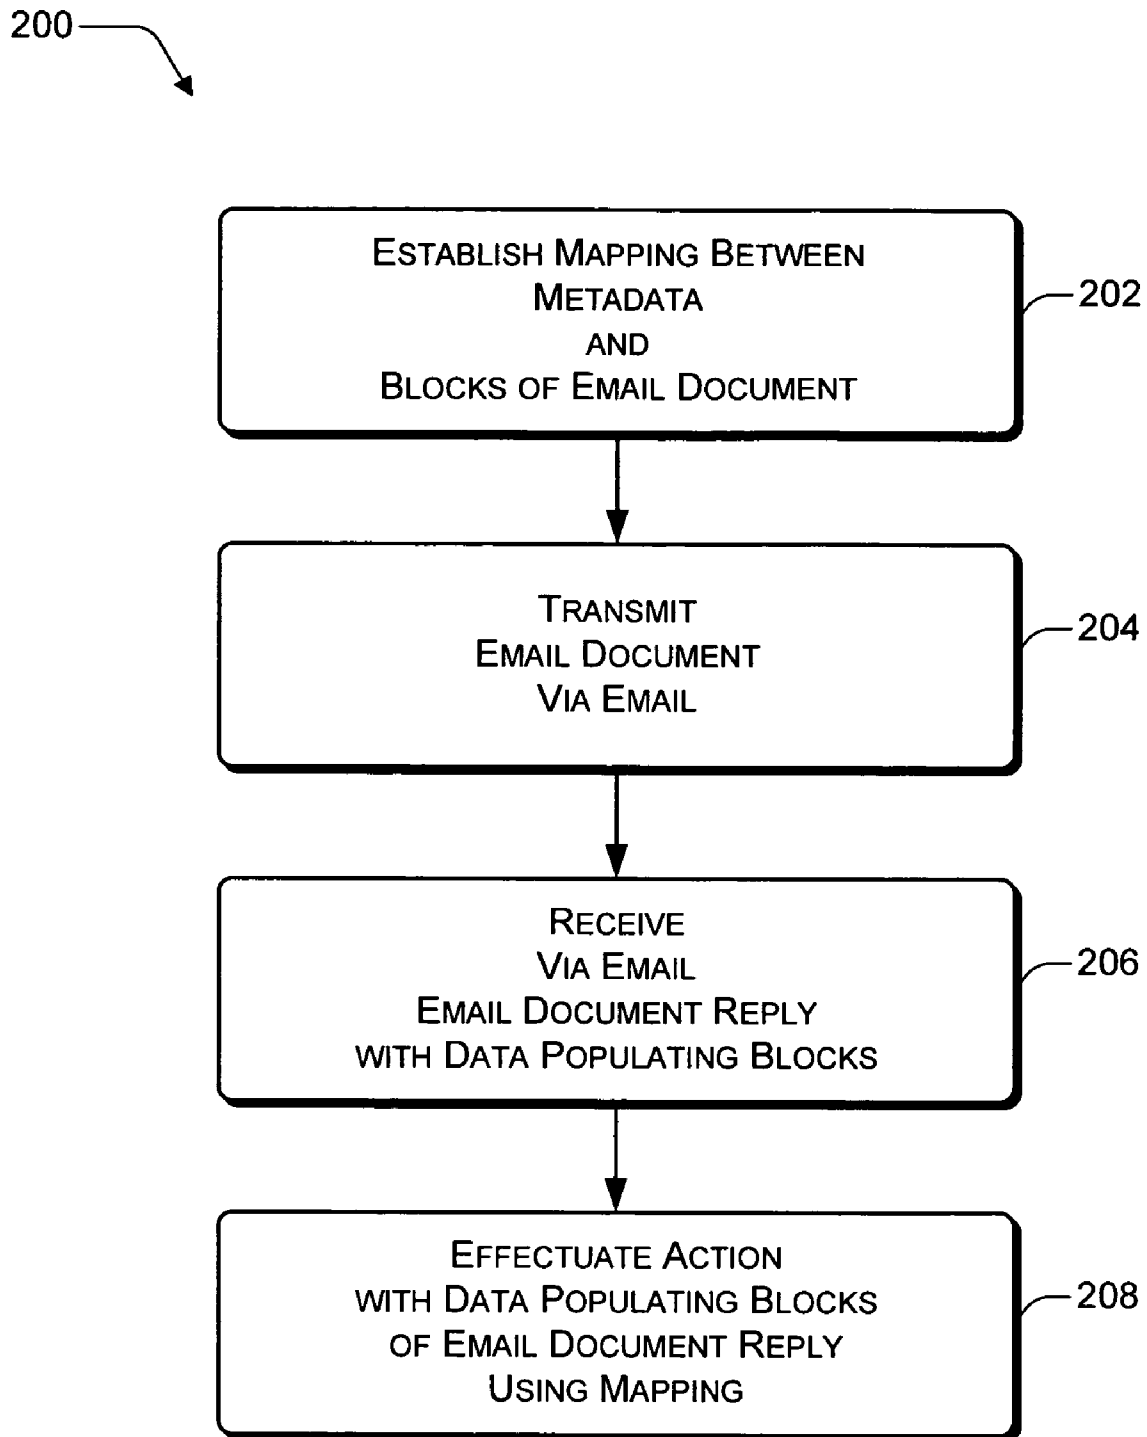 200
ESTABLISH MAPPING BETWEEN
METADATA
AND
BLOCKS OF EMAIL DOCUMENT
202
TRANSMIT
EMAIL DOCUMENT
VIA EMAIL
204
RECEIVE
VIA EMAIL
EMAIL DOCUMENT REPLY
WITH DATA POPULATING BLOCKS
206
EFFECTUATE ACTION
WITH DATA POPULATING BLOCKS
OF EMAIL DOCUMENT REPLY
USING MAPPING
208